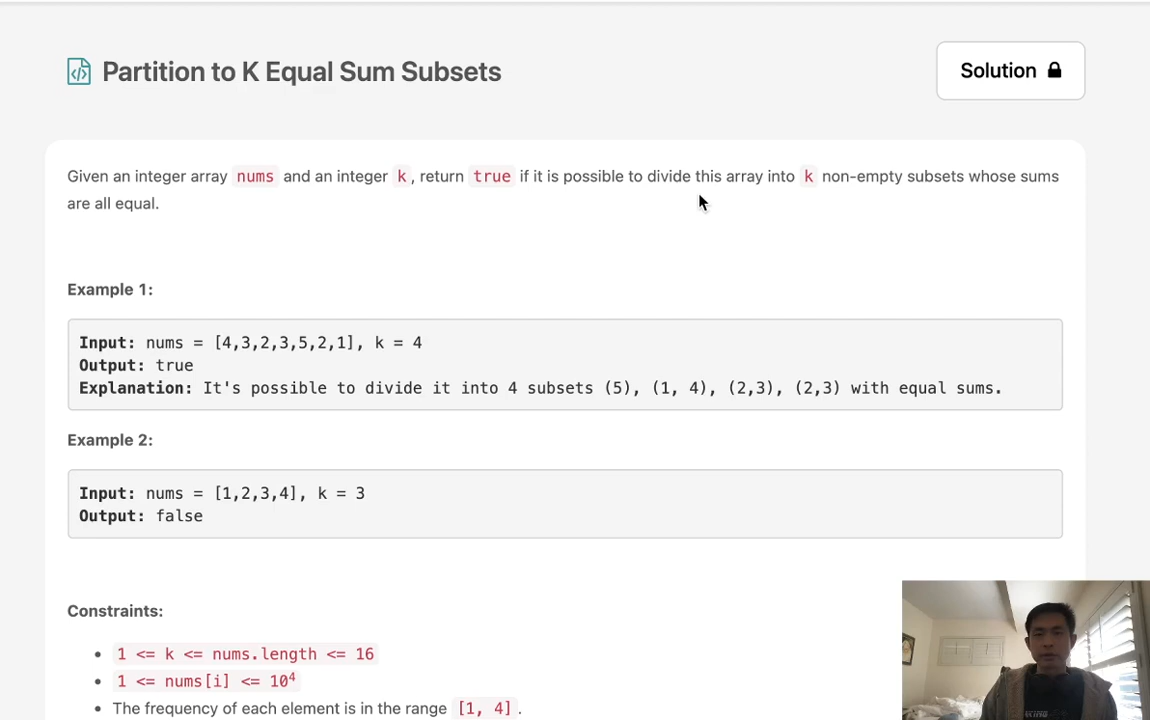 Partition to K Equal Sum Subsets
Solution
Given an integer array nums and an integer k, return true if it is possible to divide this array into k non-empty subsets whose sums
are all equal.
Example 1:
Input: nums = [4,3,2,3,5,2,1], k = 4
Output: true
Explanation: It's possible to divide it into 4 subsets (5), (1, 4), (2,3), (2,3) with equal sums.
Example 2:
Input: nums = [1,2,3,4], k = 3
Output: false
Constraints:
• 1 <= k <= nums.length <= 16
• 1 <= nums[i] <= 10⁴
• The frequency of each element is in the range [1, 4].